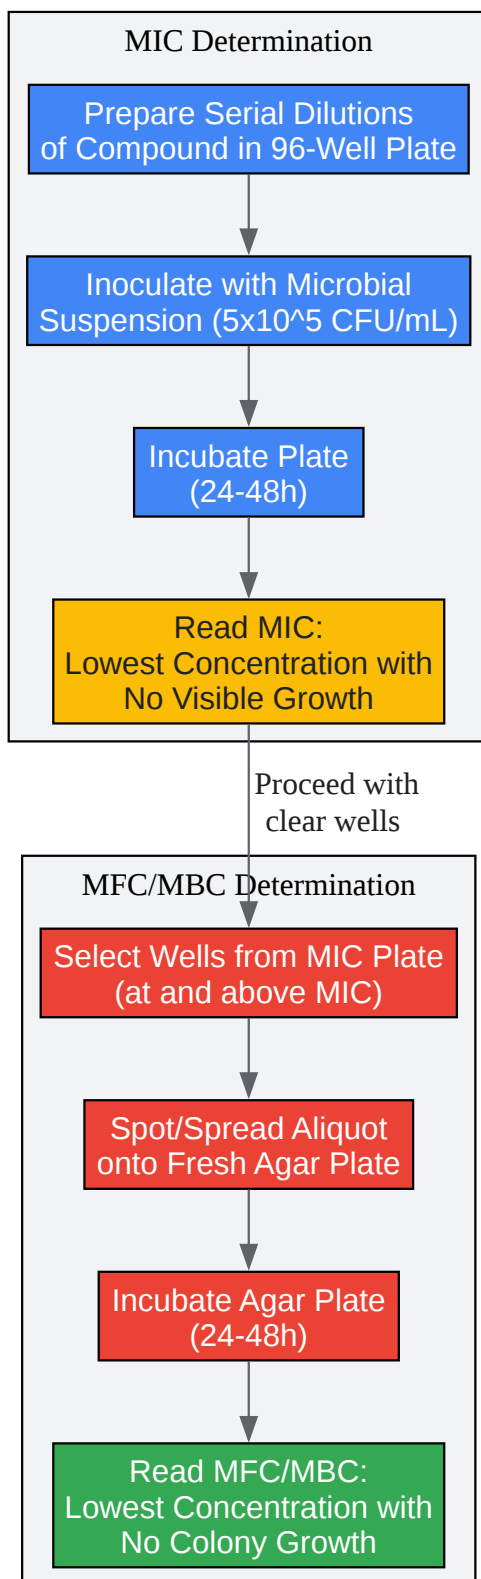 MIC Determination
Prepare Serial Dilutions
of Compound in 96-Well Plate
Inoculate with Microbial
Suspension (5x10^5 CFU/mL)
Incubate Plate
(24-48h)
Read MIC:
Lowest Concentration with
No Visible Growth
Proceed with
clear wells
MFC/MBC Determination
Select Wells from MIC Plate
(at and above MIC)
Spot/Spread Aliquot
onto Fresh Agar Plate
Incubate Agar Plate
(24-48h)
Read MFC/MBC:
Lowest Concentration with
No Colony Growth